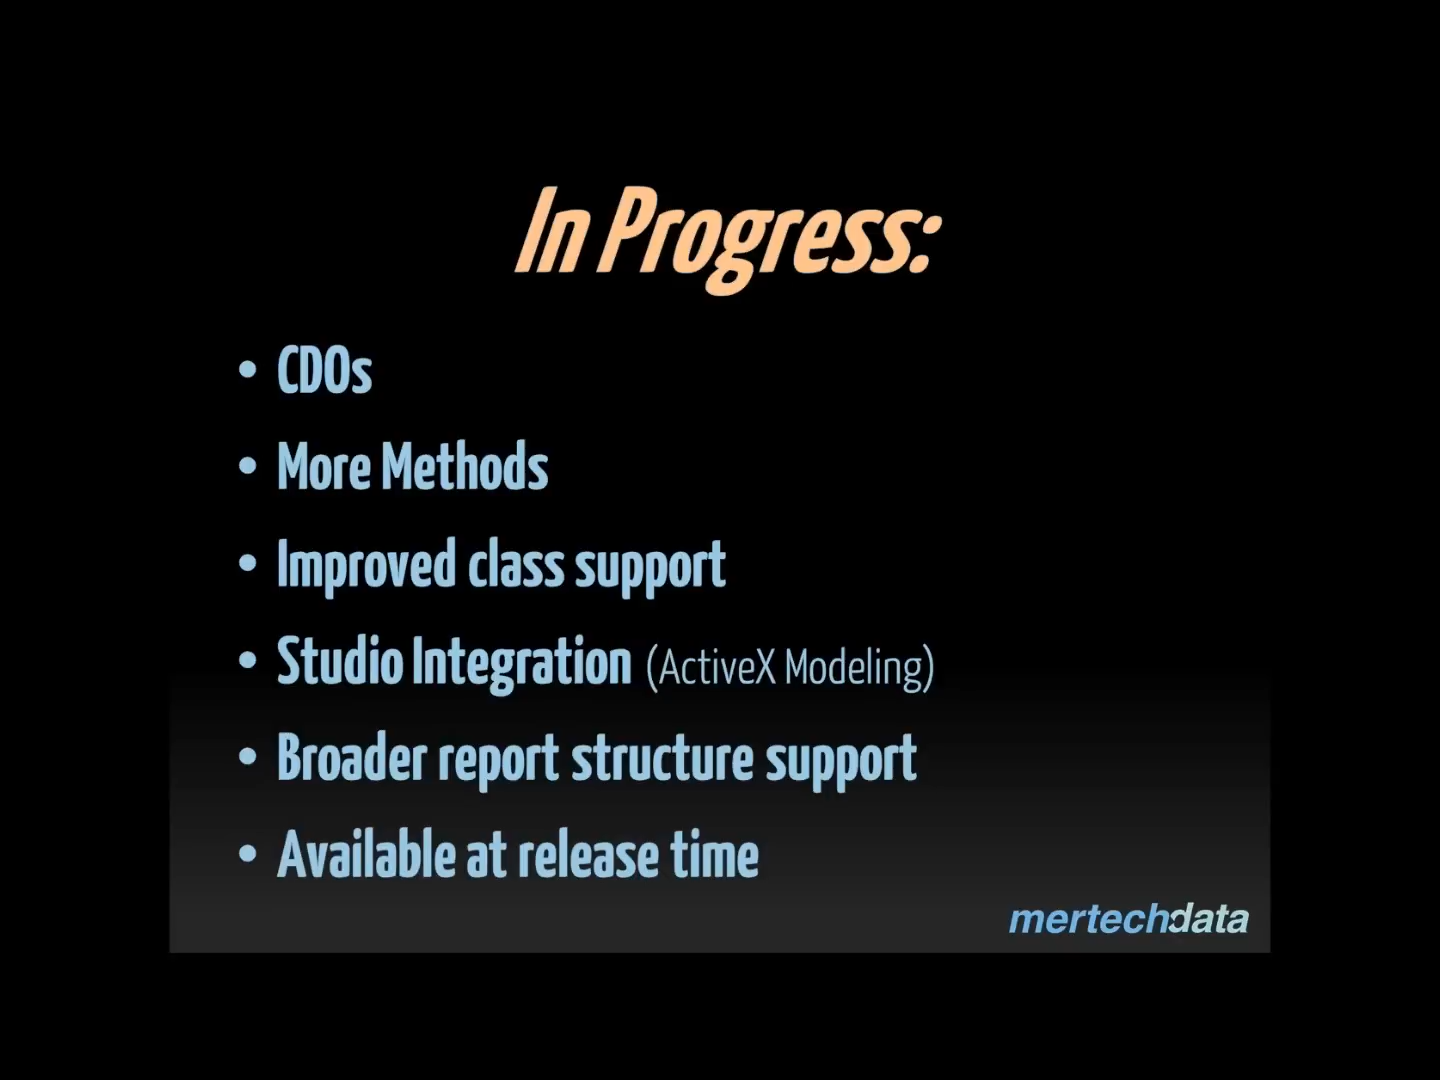 In Progress:
• CDOs
• More Methods
• Improved class support
• Studio Integration (ActiveX Modeling)
• Broader report structure support
• Available at release time
mertechdata